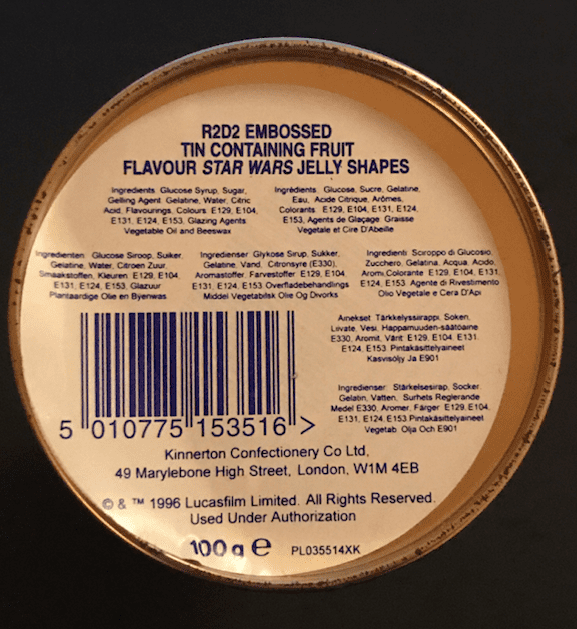 R2D2 EMBOSSED
TIN CONTAINING FRUIT
FLAVOUR STAR WARS JELLY SHAPES
Ingredients. Glucose Syrup, Sugar,
Gelling Agent. Gelatine, Water, Citric
Acid, Flavourings, Colours. E129, E104,
E131, E124, E153, Glazing Agents.
Vegetable Oil and Beeswax
Ingrédients. Glucose, Sucre, Gelatine,
Eau, Acide Citrique, Arômes,
Colorants. E129, E104, E131, E124,
E153, Agents de Glaçage. Graisse
Vegetale et Cire D'Abeille
Ingredienten. Glucose Siroop, Suiker,
Gelatine, Water, Citroen Zuur,
Smaakstoffen, Kleuren. E129, E104,
E131, E124, E153, Glazuur
Plantaardige Olie en Byenwas
Ingredienser. Glykose Sirup, Sukker,
Gelatine, Vand, Citronsyre (E330),
Aromastoffer, Farvestoffer. E129, E104,
E131, E124, E153. Overfladebehandlings
Middel Vegetabilsk Olie Og Divorks
Ingredienti. Sciroppo di Glucosio,
Zucchero, Gelatina, Acqua, Acido,
Aromi,Colorante. E129, E104, E131,
E124, E153. Agente di Rivestimento
Olio Vegetale e Cera D'Api
Ainekset. Tärkkelyssiirappi, Soken,
Liivate, Vesi, Happamuuden-säätöaine
E330, Aromit, Värit. E129, E104, E131,
E124, E153. Pintakäsittelyaineet
Kasvisöljy Ja E901
Ingredienser. Stärkelsesirap, Socker,
Gelatin, Vatten, Surhets Reglerande
Medel E330, Aromer, Färger. E129, E104,
E131, E124, E153 Pintakäsittelyaineet.
Vegetab. Olja Och E901
5 010775 153516 >
Kinnerton Confectionery Co Ltd,
49 Marylebone High Street, London, W1M 4EB
© & ™ 1996 Lucasfilm Limited. All Rights Reserved.
Used Under Authorization
100 g e PL035514XK